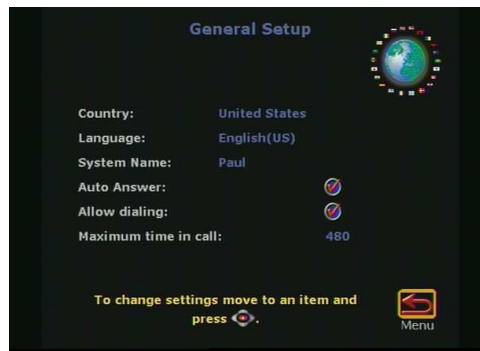 General Setup
Country: United States
Language: English(US)
System Name: Paul
Auto Answer:
Allow dialing:
Maximum time in call: 480
To change settings move to an item and
press .
Menu